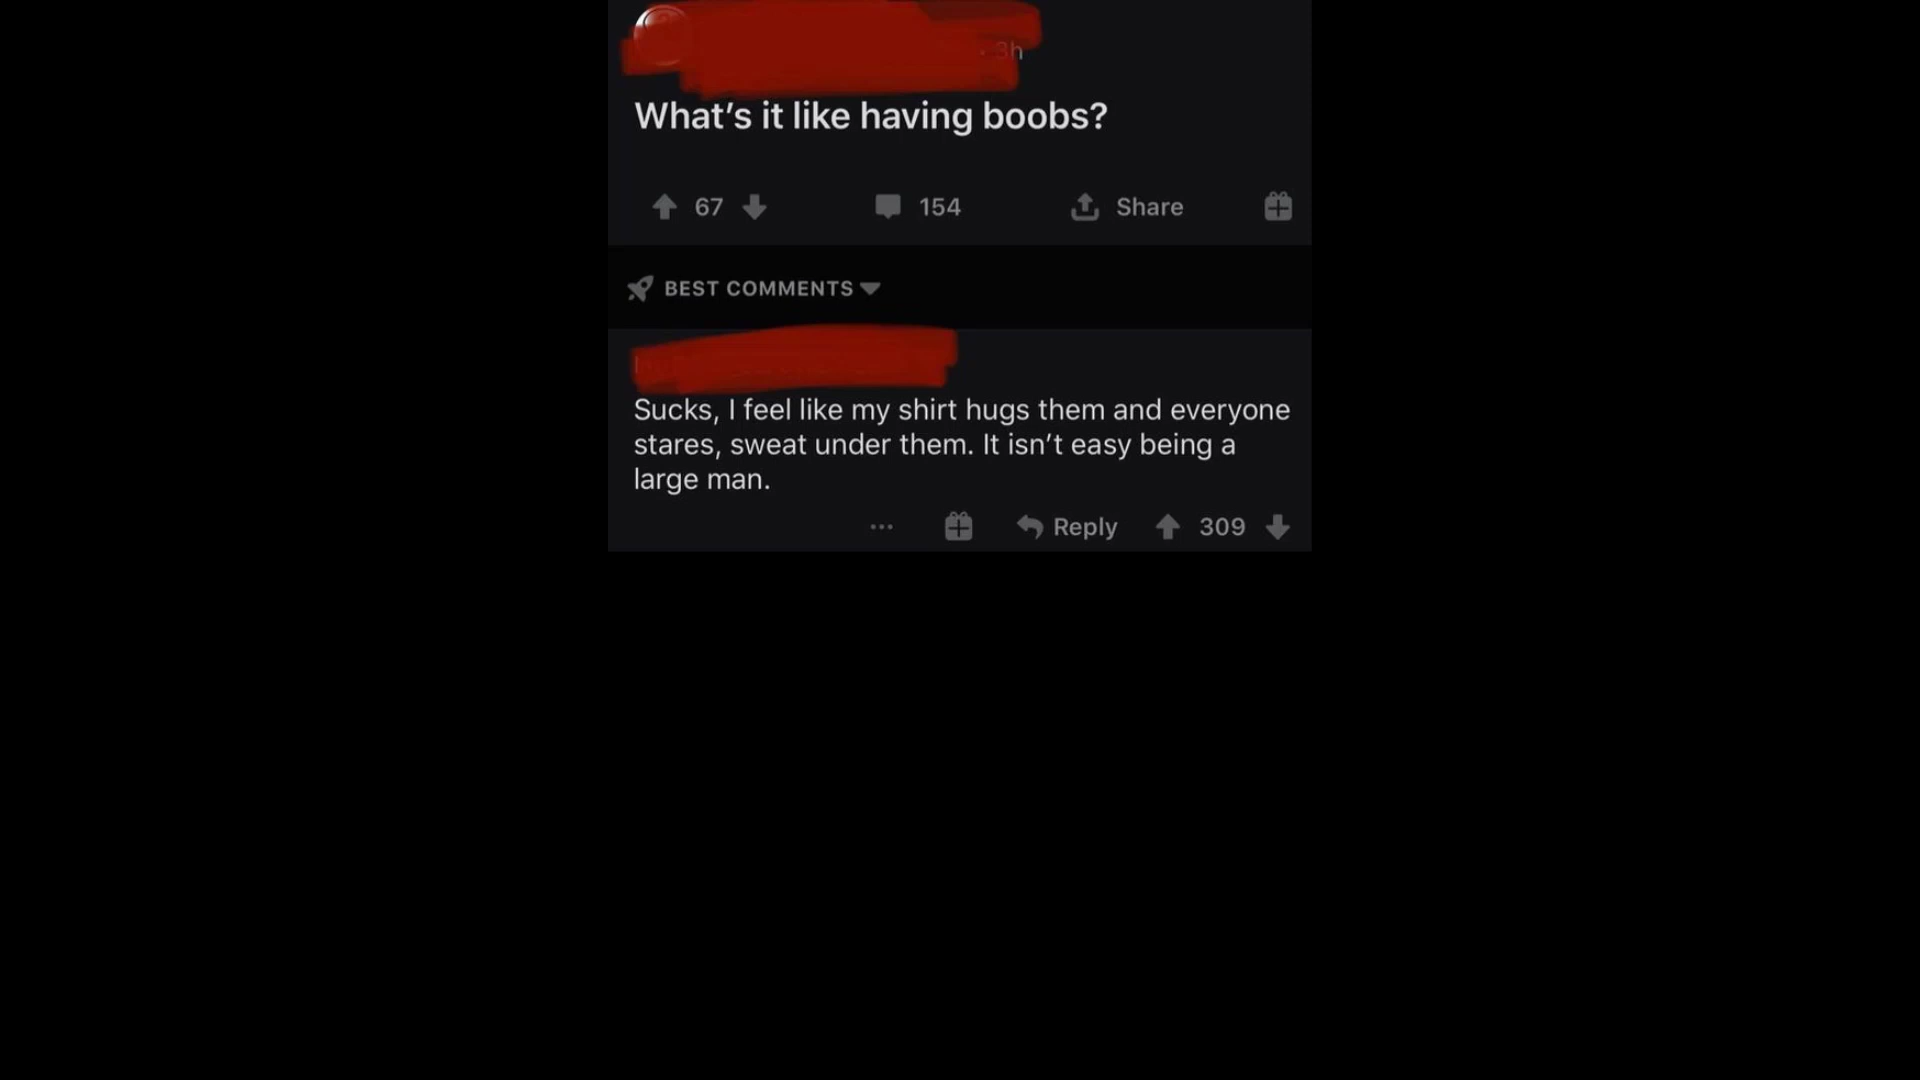 3h
What's it like having boobs?
67
154
Share
BEST COMMENTS
Sucks, I feel like my shirt hugs them and everyone
stares, sweat under them. It isn't easy being a
large man.
Reply
309